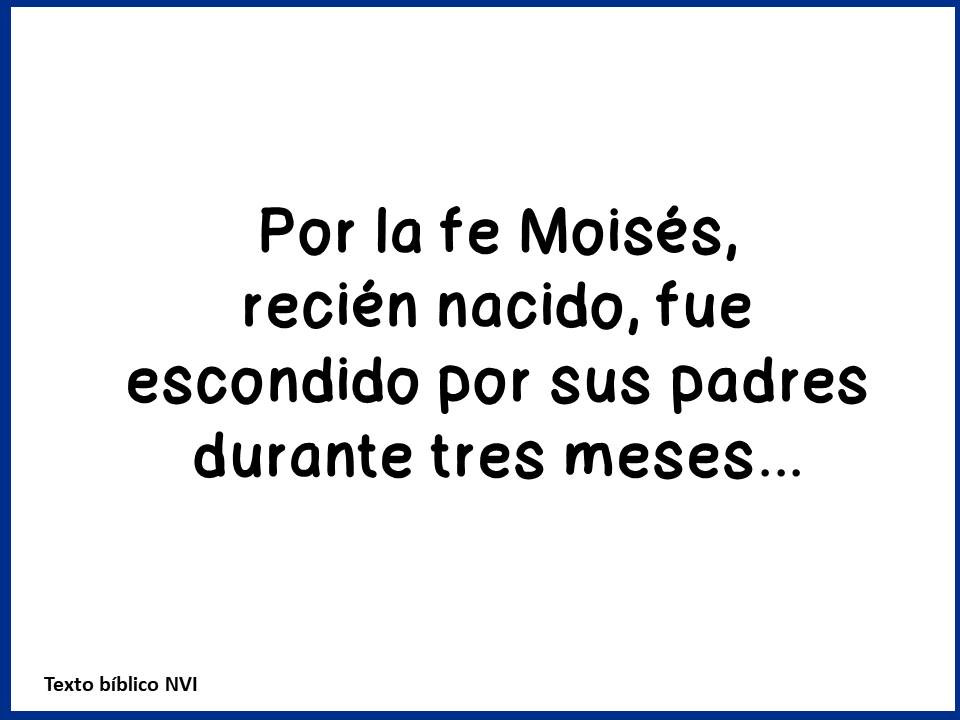 Por la fe Moisés,
recién nacido, fue
escondido por sus padres
durante tres meses...
Texto bíblico NVI